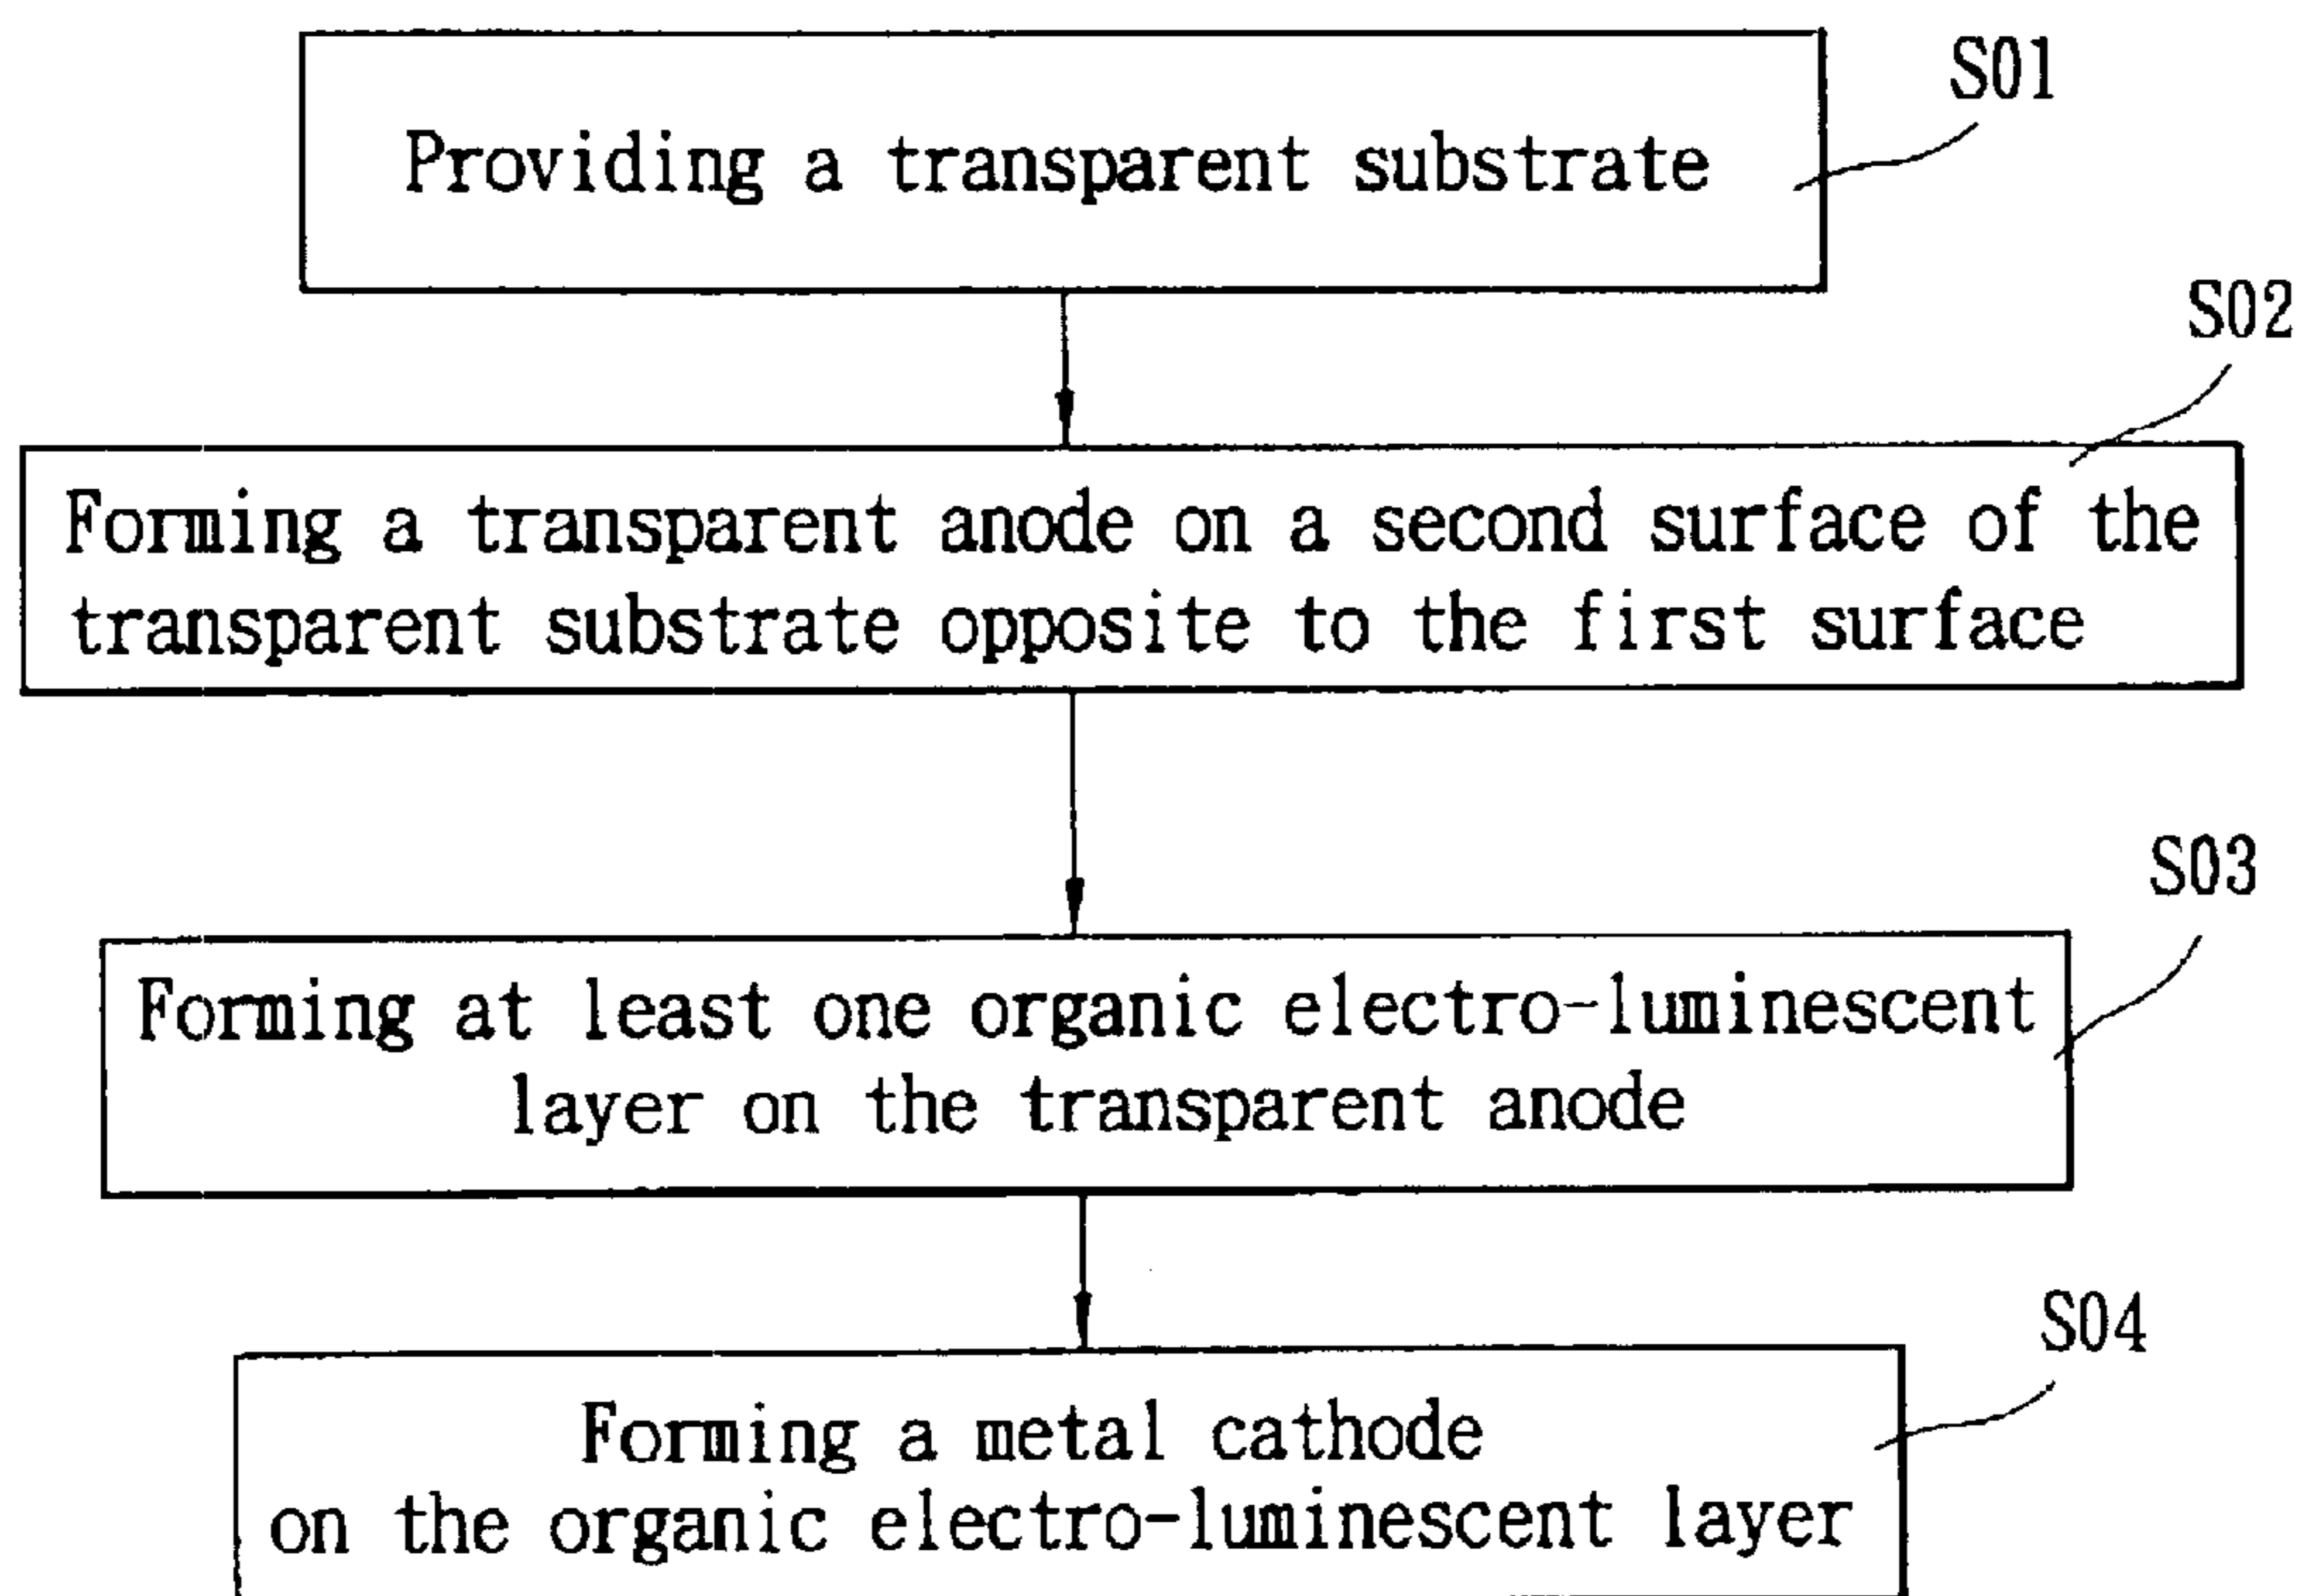 S01
Providing a transparent substrate
S02
Forming a transparent anode on a second surface of the
transparent substrate opposite to the first surface
S03
Forming at least one organic electro-luminescent
layer on the transparent anode
S04
Forming a metal cathode
on the organic electro-luminescent layer